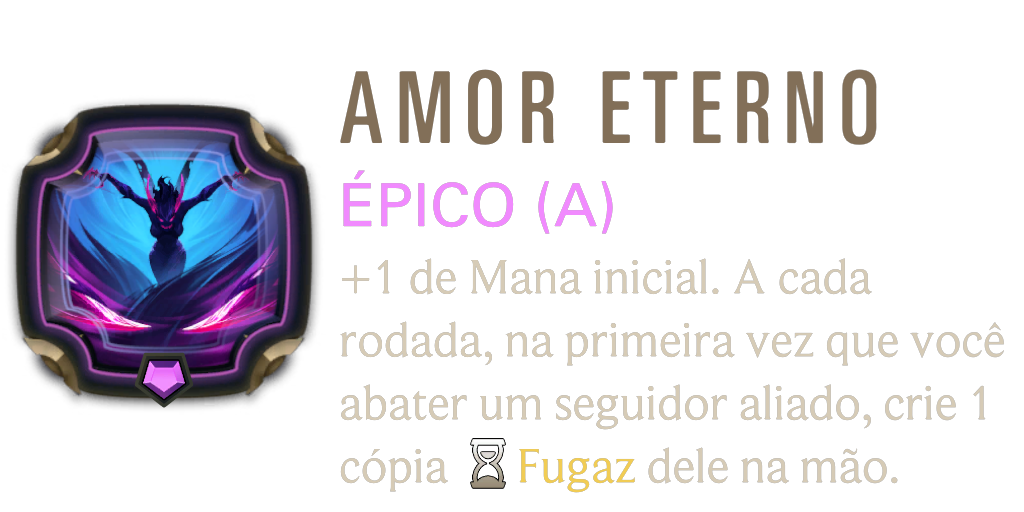 AMOR ETERNO
ÉPICO (A)
+1 de Mana inicial. A cada
rodada, na primeira vez que você
abater um seguidor aliado, crie 1
cópia Fugaz dele na mão.